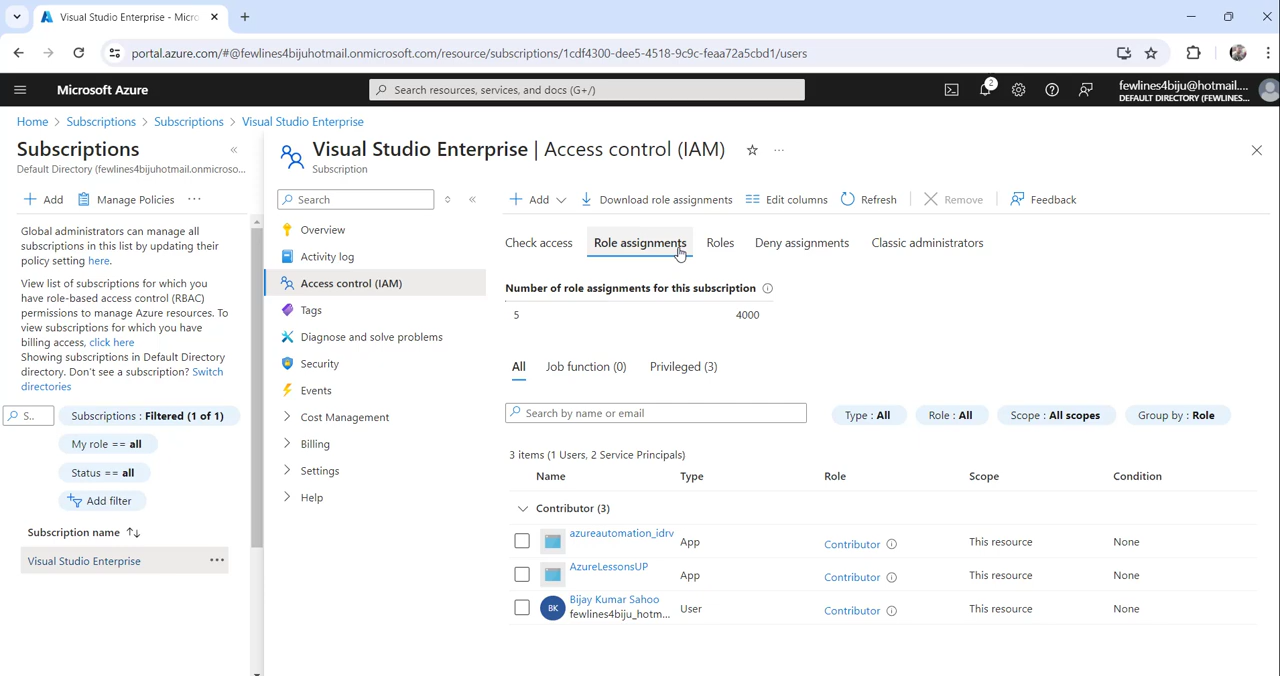 Visual Studio Enterprise - Micro
portal.azure.com/#@fewlines4bijuhotmail.onmicrosoft.com/resource/subscriptions/1cdf4300-dee5-4518-9c9c-feaa72a5cbd1/users
Microsoft Azure
Search resources, services, and docs (G+/)
2
fewlines4biju@hotmail....
DEFAULT DIRECTORY (FEWLINES...
Home > Subscriptions > Subscriptions > Visual Studio Enterprise
Subscriptions
Default Directory (fewlines4bijuhotmail.onmicroso...
Add
Manage Policies
Global administrators can manage all
subscriptions in this list by updating their
policy setting here.
View list of subscriptions for which you
have role-based access control (RBAC)
permissions to manage Azure resources. To
view subscriptions for which you have
billing access, click here
Showing subscriptions in Default Directory
directory. Don't see a subscription? Switch
directories
S..
Subscriptions : Filtered (1 of 1)
My role == all
Status == all
Add filter
Subscription name
Visual Studio Enterprise
Visual Studio Enterprise | Access control (IAM)
Subscription
Search
Overview
Activity log
Access control (IAM)
Tags
Diagnose and solve problems
Security
Events
Cost Management
Billing
Settings
Help
Add
Download role assignments
Edit columns
Refresh
Remove
Feedback
Check access
Role assignments
Roles
Deny assignments
Classic administrators
Number of role assignments for this subscription
5
4000
All
Job function (0)
Privileged (3)
Search by name or email
Type : All
Role : All
Scope : All scopes
Group by : Role
3 items (1 Users, 2 Service Principals)
Name Type Role Scope Condition
Contributor (3)
azureautomation_idrv App Contributor This resource None
AzureLessonsUP App Contributor This resource None
BK Bijay Kumar Sahoo User Contributor This resource None
fewlines4biju_hotm...